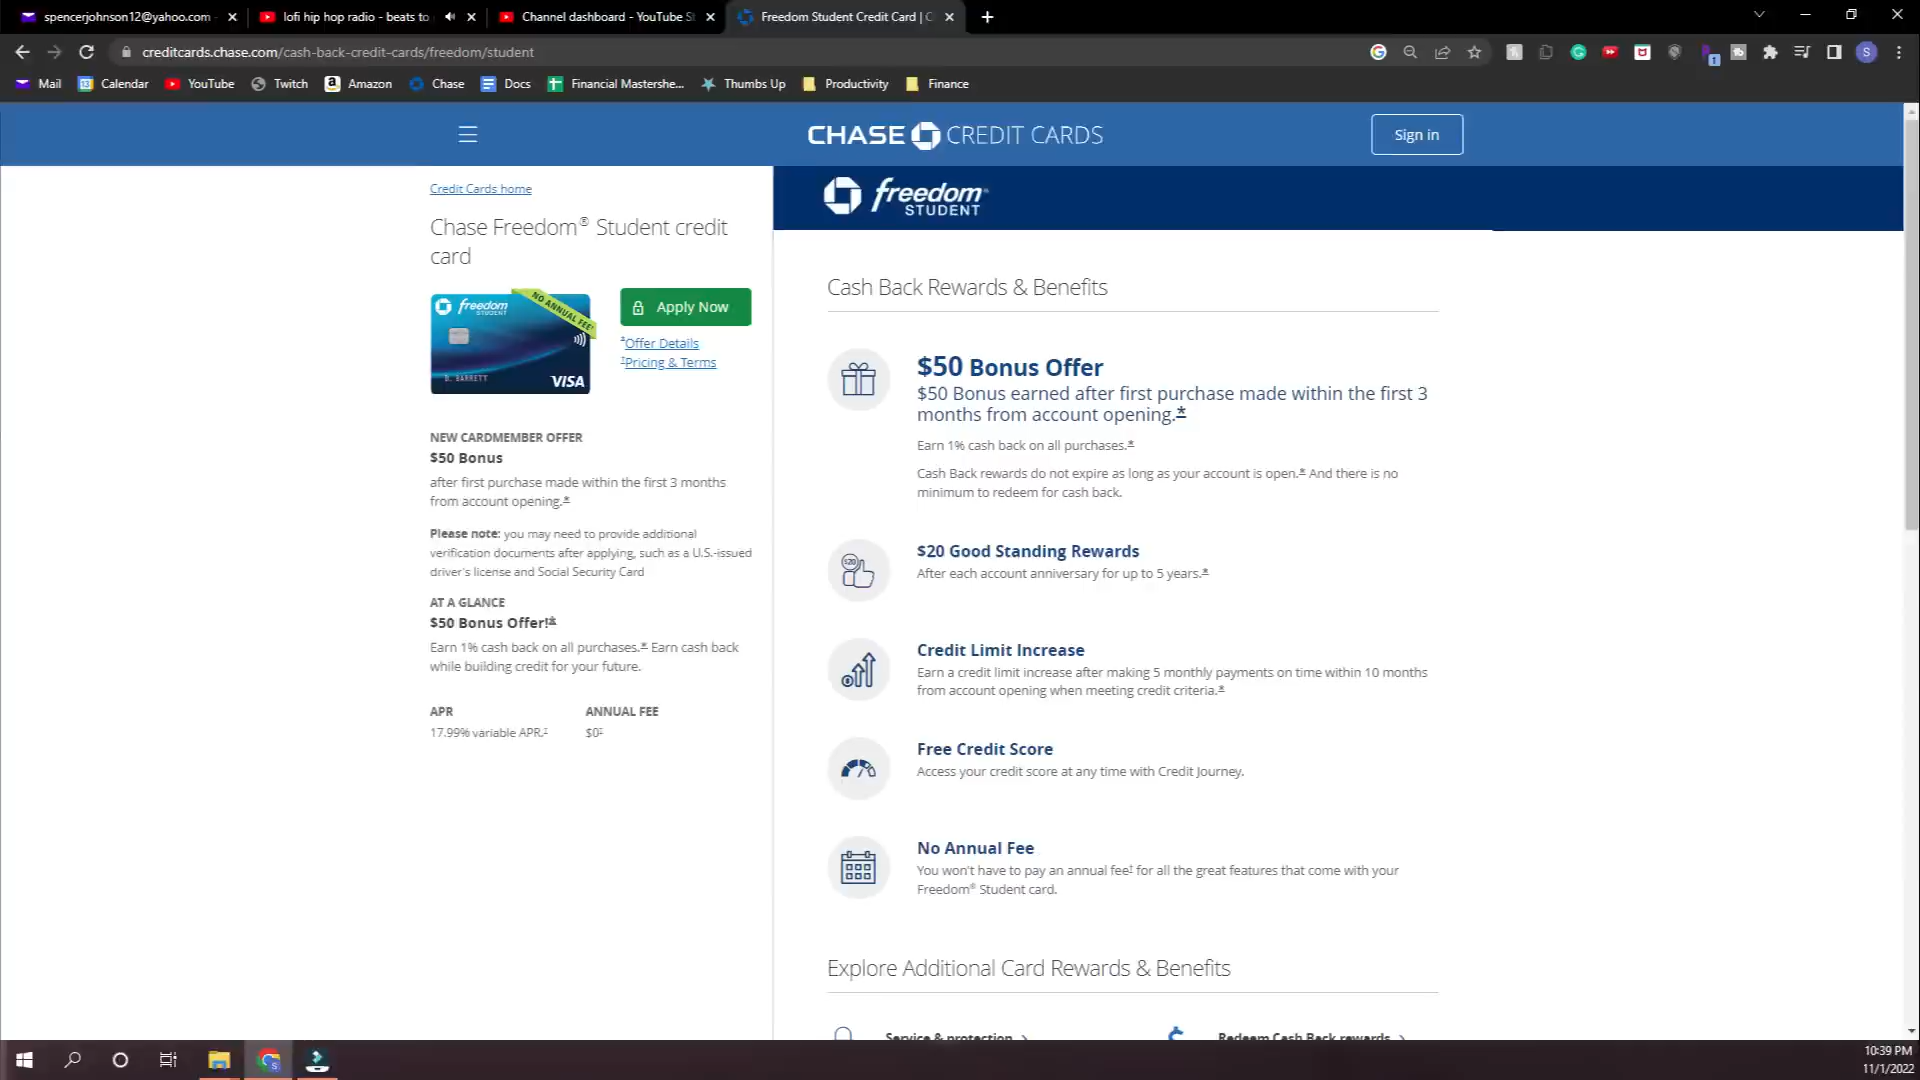 spencerjohnson12@yahoo.com
lofi hip hop radio - beats to
Channel dashboard - YouTube St
Freedom Student Credit Card | C
creditcards.chase.com/cash-back-credit-cards/freedom/student
S
Mail
Calendar
YouTube
Twitch
Amazon
Chase
Docs
Financial Mastershe...
Thumbs Up
Productivity
Finance
CHASE CREDIT CARDS
Sign in
Credit Cards home
freedom
STUDENT
Chase Freedom® Student credit
card
freedom
STUDENT
NO ANNUAL FEE†
D. BARRETT
VISA
Apply Now
*Offer Details
†Pricing & Terms
NEW CARDMEMBER OFFER
$50 Bonus
after first purchase made within the first 3 months
from account opening.*
Please note: you may need to provide additional
verification documents after applying, such as a U.S.-issued
driver's license and Social Security Card
AT A GLANCE
$50 Bonus Offer!*
Earn 1% cash back on all purchases.* Earn cash back
while building credit for your future.
APR
17.99% variable APR.†
ANNUAL FEE
$0†
Cash Back Rewards & Benefits
$50 Bonus Offer
$50 Bonus earned after first purchase made within the first 3
months from account opening.*
Earn 1% cash back on all purchases.*
Cash Back rewards do not expire as long as your account is open.* And there is no
minimum to redeem for cash back.
$20
$20 Good Standing Rewards
After each account anniversary for up to 5 years.*
Credit Limit Increase
Earn a credit limit increase after making 5 monthly payments on time within 10 months
from account opening when meeting credit criteria.*
Free Credit Score
Access your credit score at any time with Credit Journey.
No Annual Fee
You won't have to pay an annual fee† for all the great features that come with your
Freedom® Student card.
Explore Additional Card Rewards & Benefits
Service & protection
Redeem Cash Back rewards
10:39 PM
11/1/2022